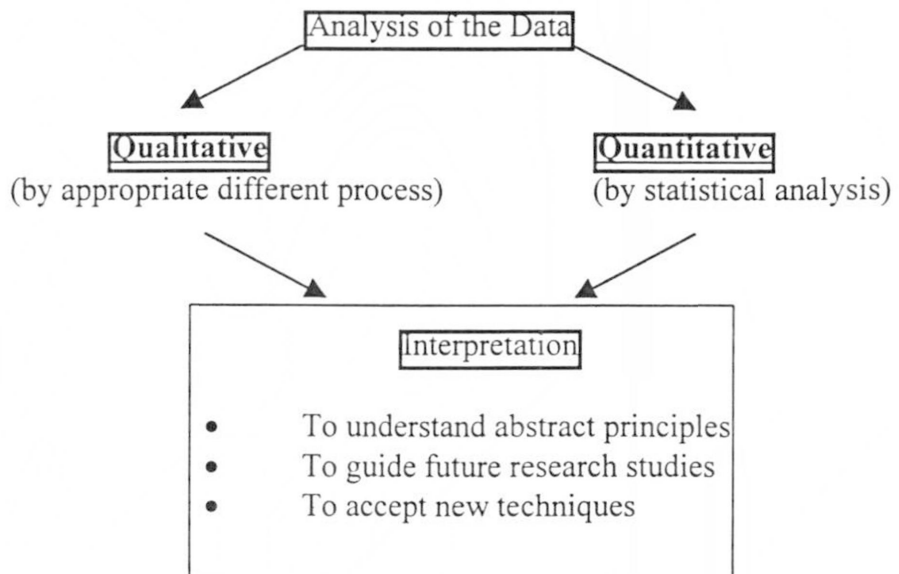 Analysis of the Data
Qualitative
(by appropriate different process)
Quantitative
(by statistical analysis)
Interpretation
• To understand abstract principles
• To guide future research studies
• To accept new techniques